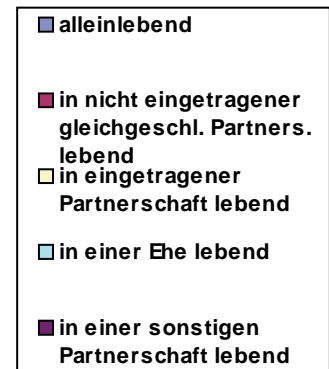 alleinlebend
in nicht eingetragener
gleichgeschl. Partners.
lebend
in eingetragener
Partnerschaft lebend
in einer Ehe lebend
in einer sonstigen
Partnerschaft lebend